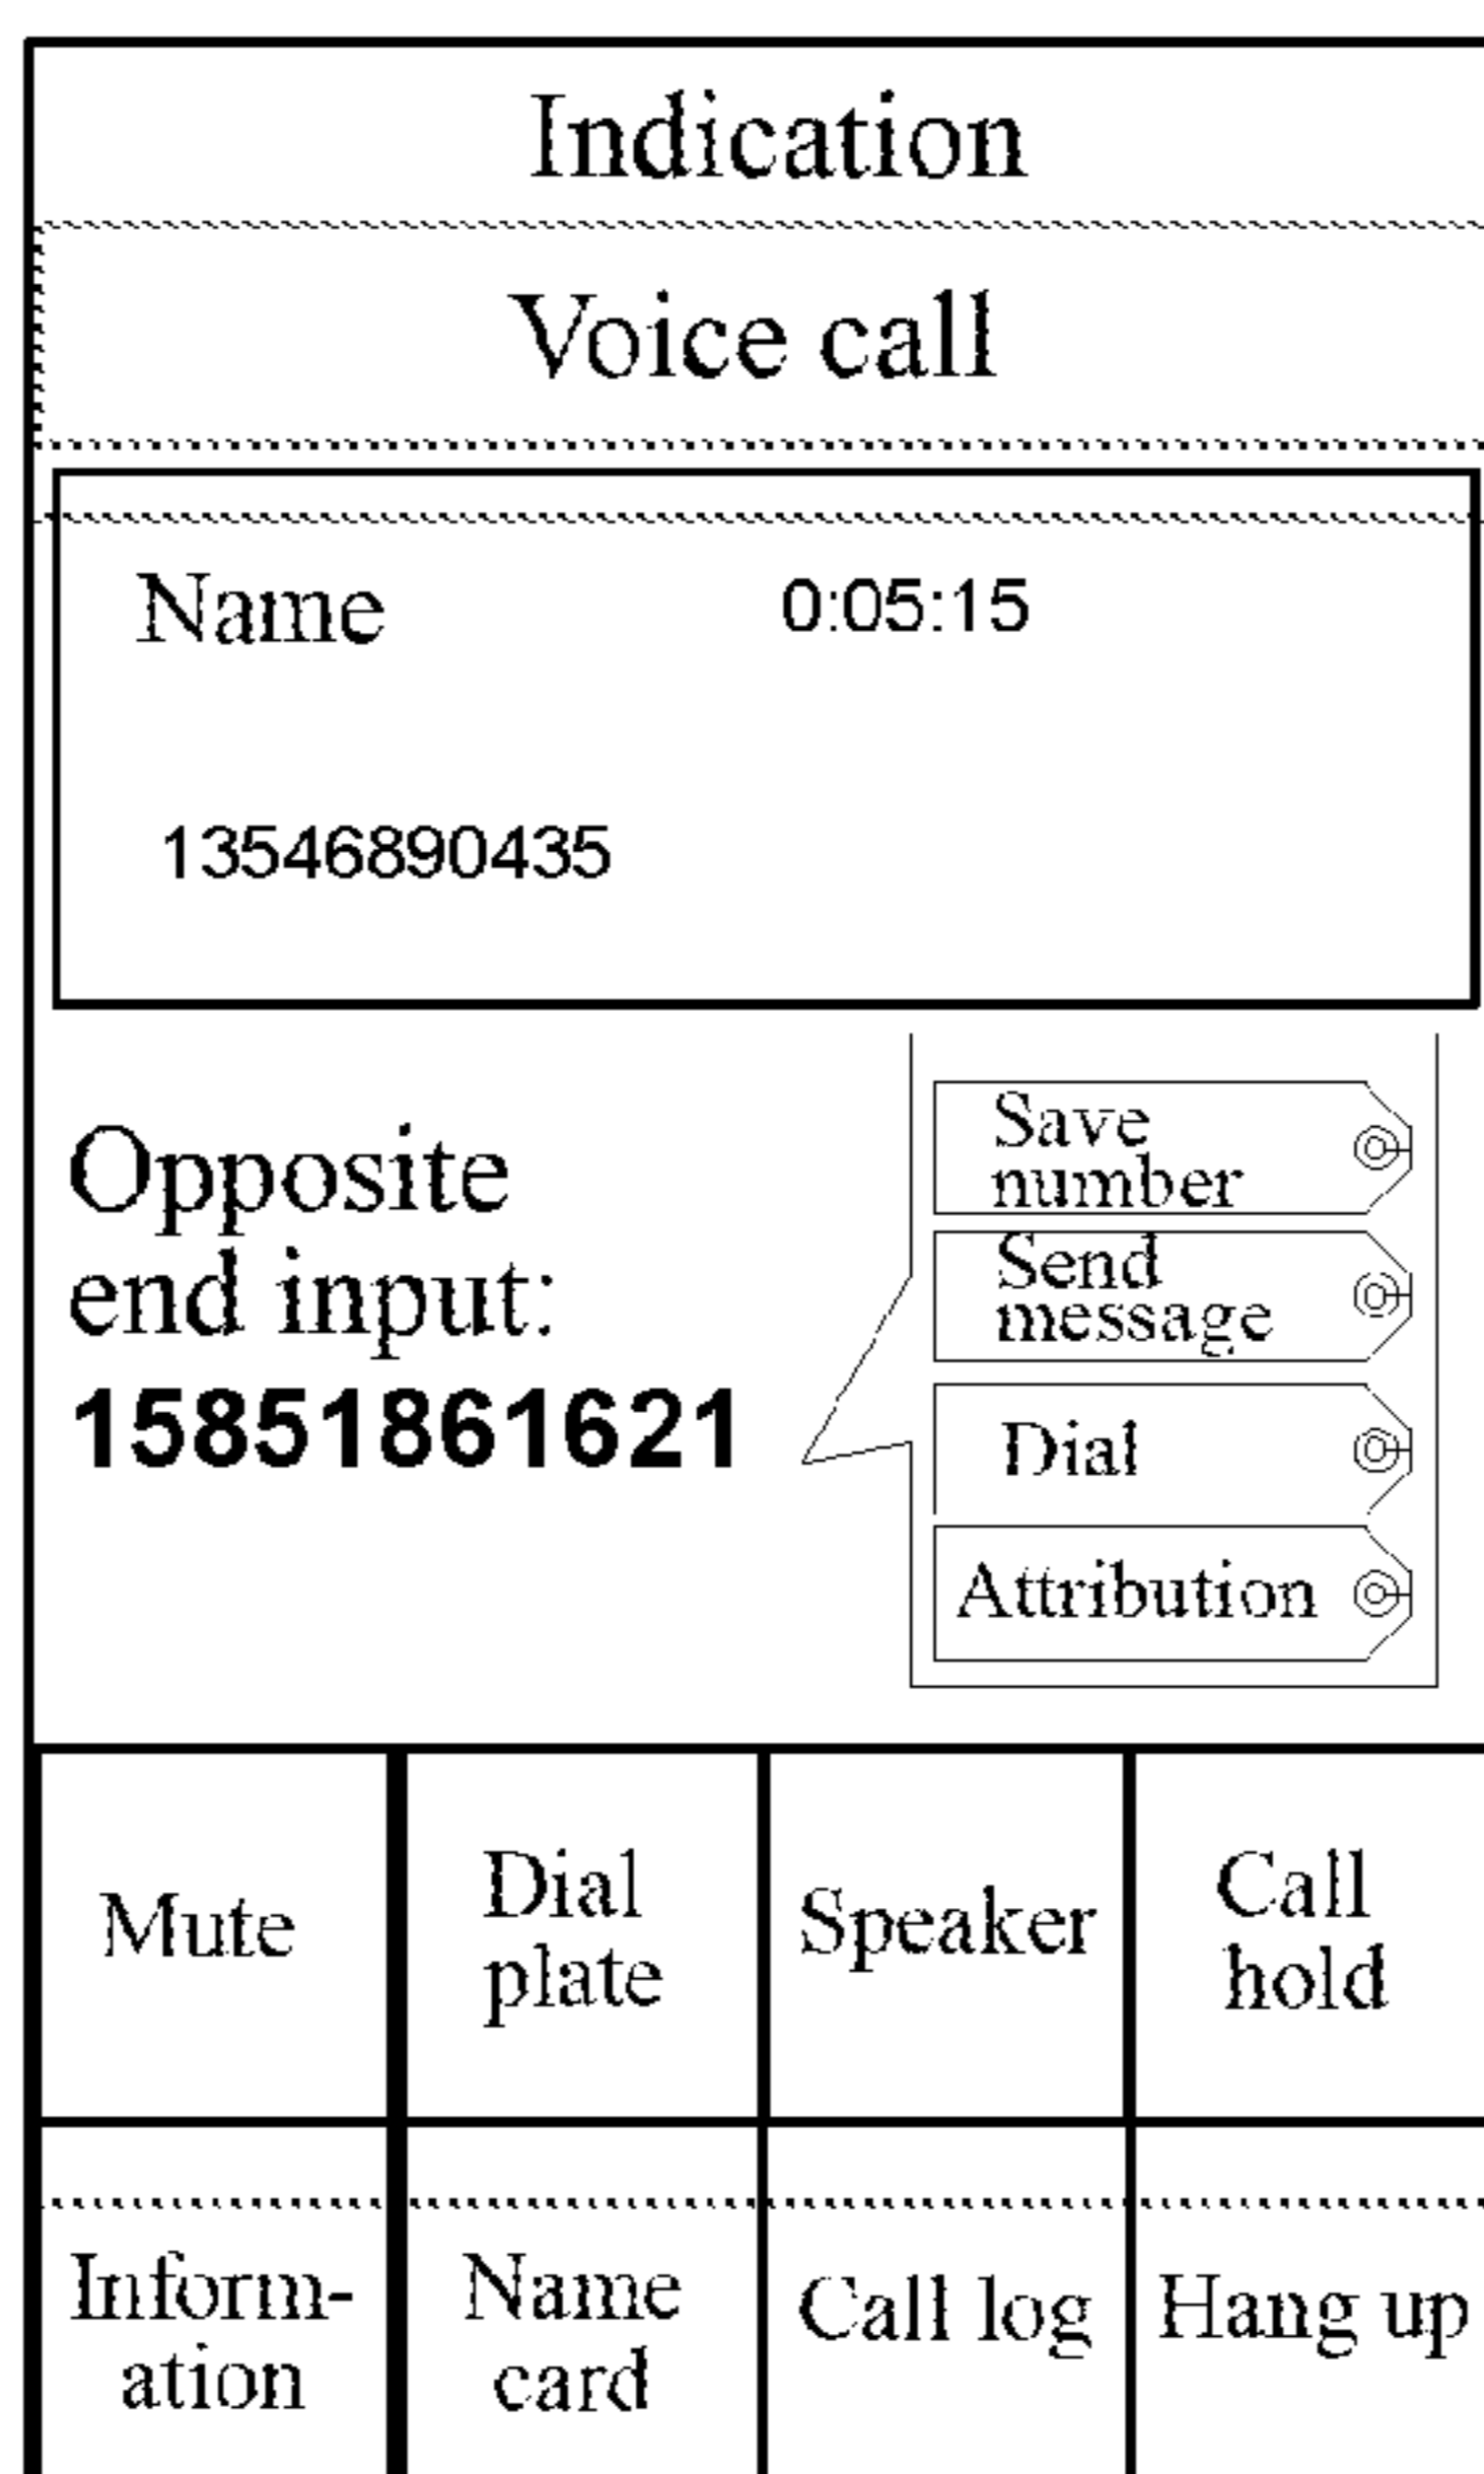 Indication
Voice call
Name 0:05:15
13546890435
Opposite
end input:
15851861621
Save
number
Send
message
Dial
Attribution
Mute
Dial
plate
Speaker
Call
hold
Inform-
ation
Name
card
Call log
Hang up